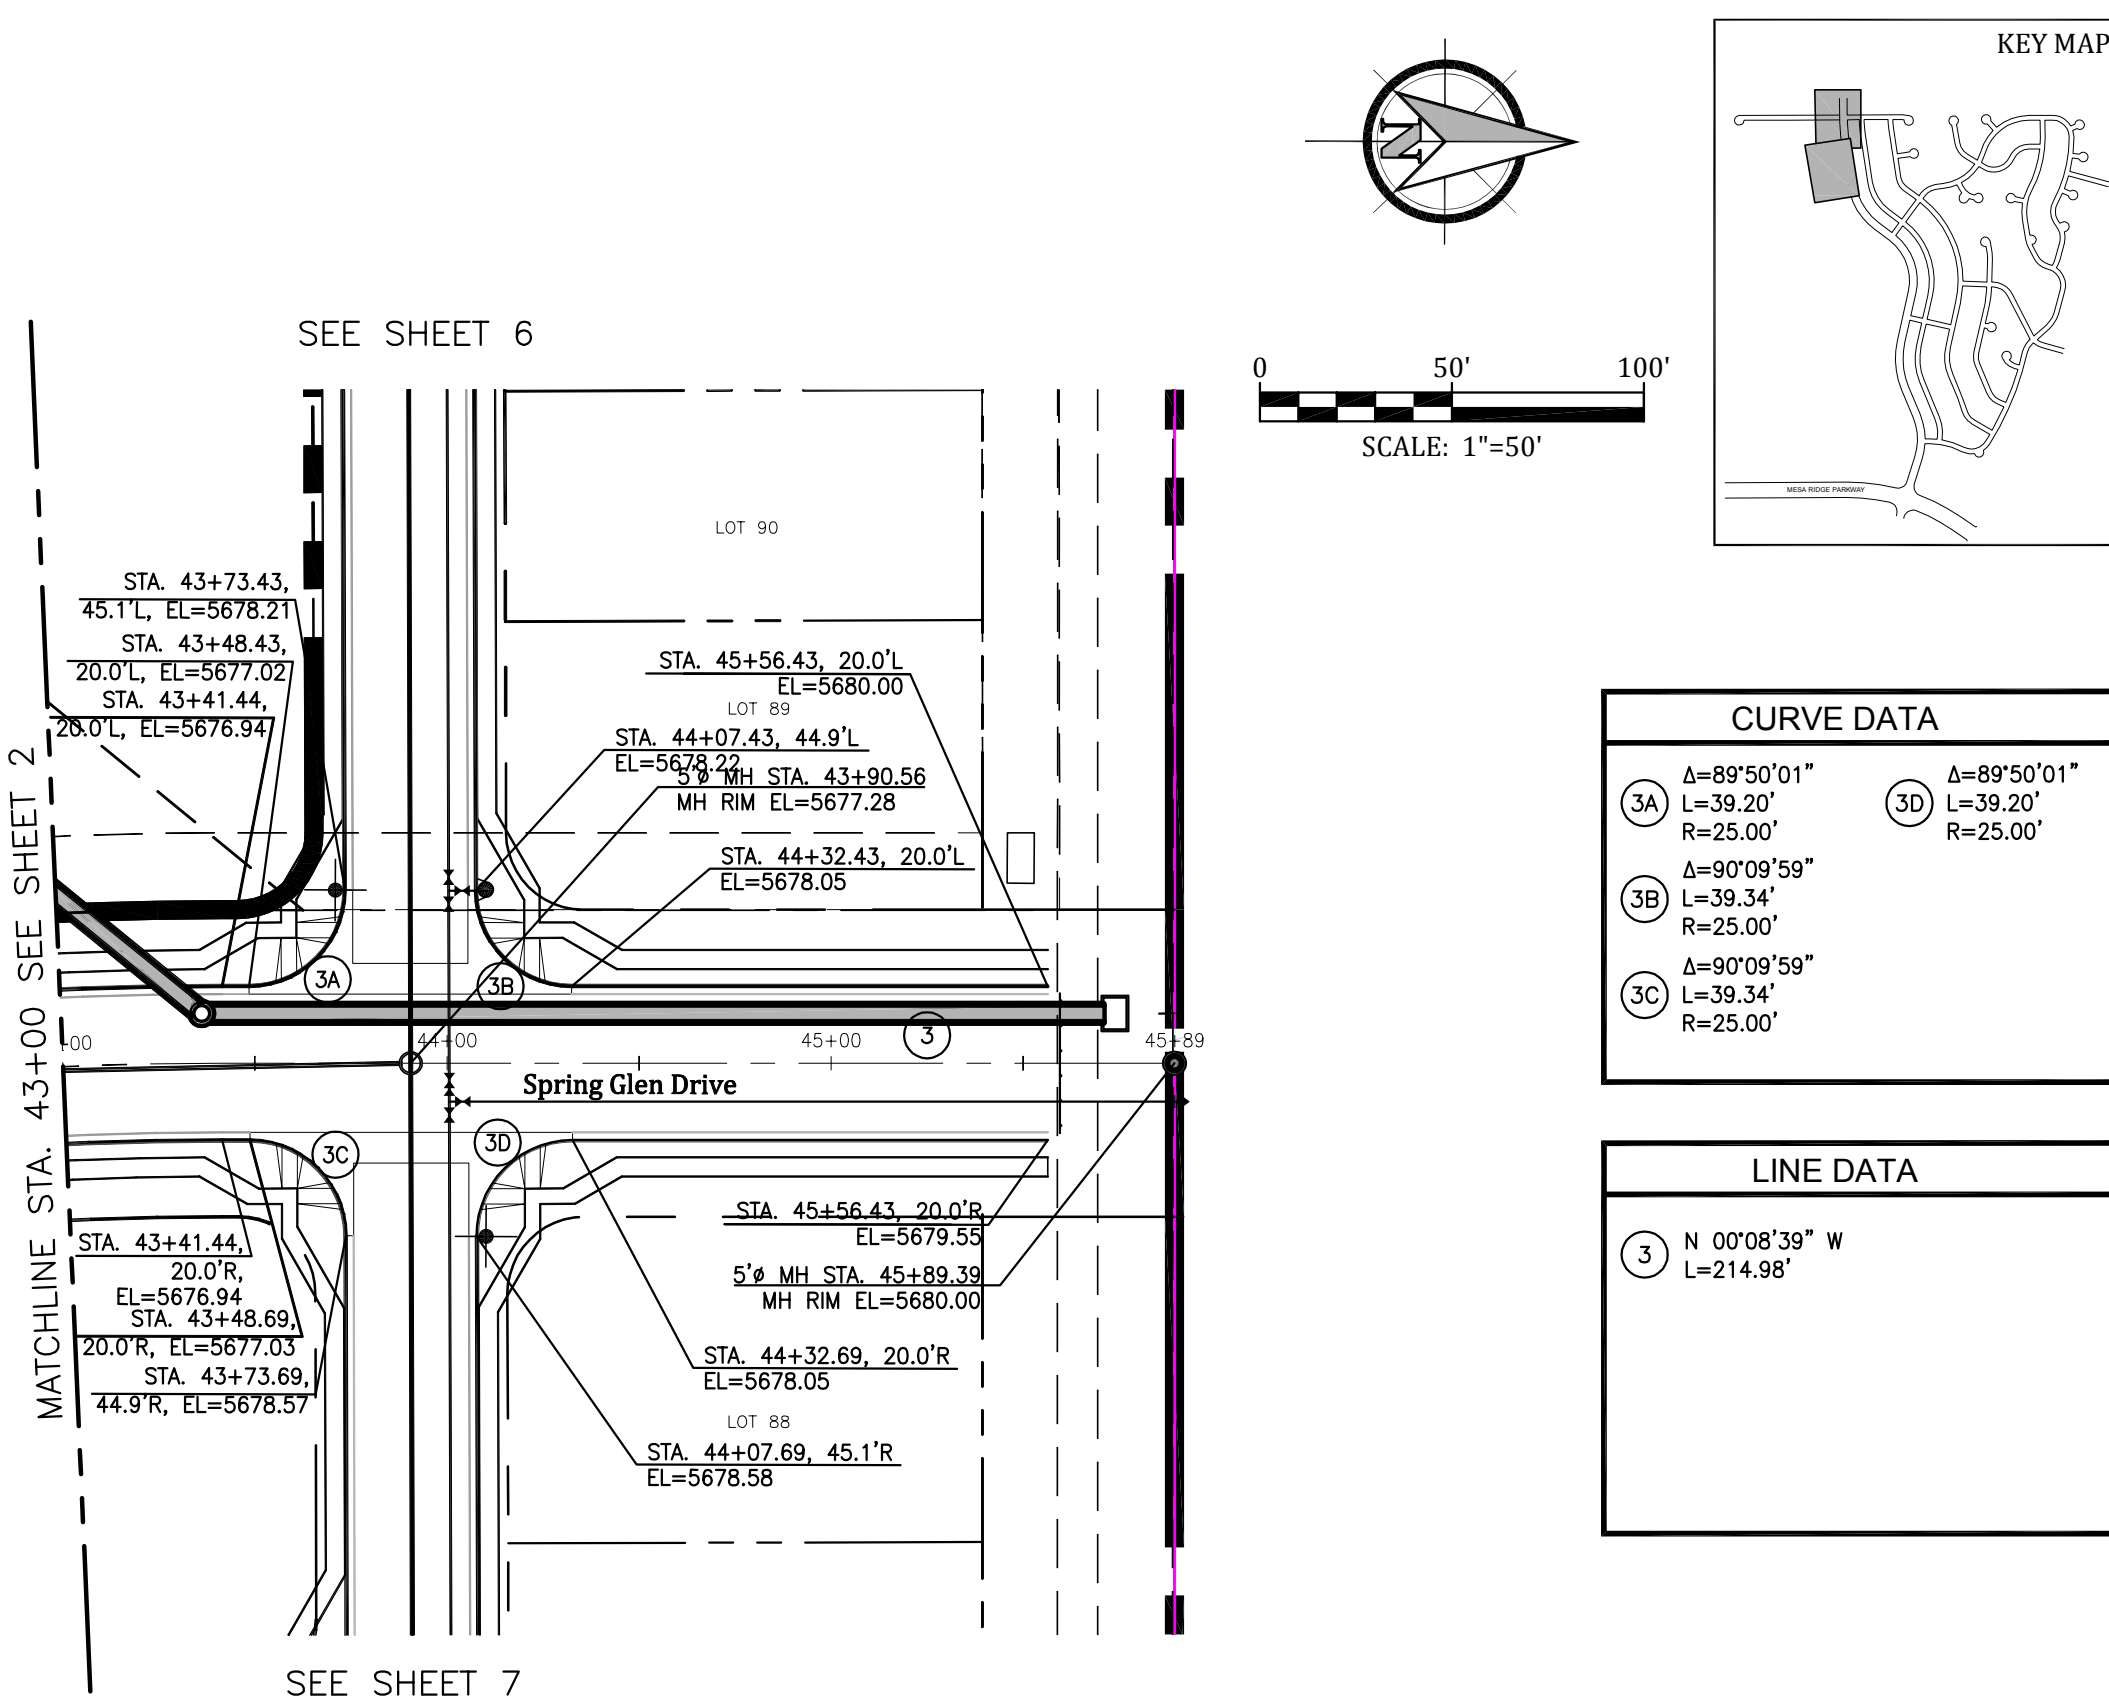 KEY MAP
MESA RIDGE PARKWAY
N
0 50' 100'
SCALE: 1"=50'
SEE SHEET 6
MATCHLINE STA. 43+00 SEE SHEET 2
LOT 90
STA. 43+73.43,
45.1'L, EL=5678.21
STA. 43+48.43,
20.0'L, EL=5677.02
STA. 43+41.44,
20.0'L, EL=5676.94
STA. 45+56.43, 20.0'L
EL=5680.00
LOT 89
STA. 44+07.43, 44.9'L
EL=5678.22
5'ø MH STA. 43+90.56
MH RIM EL=5677.28
STA. 44+32.43, 20.0'L
EL=5678.05
3A
3B
3
+00
44+00
45+00
45+89
Spring Glen Drive
3C
3D
STA. 45+56.43, 20.0'R
EL=5679.55
5'ø MH STA. 45+89.39
MH RIM EL=5680.00
STA. 43+41.44,
20.0'R,
EL=5676.94
STA. 43+48.69,
20.0'R, EL=5677.03
STA. 43+73.69,
44.9'R, EL=5678.57
STA. 44+32.69, 20.0'R
EL=5678.05
LOT 88
STA. 44+07.69, 45.1'R
EL=5678.58
SEE SHEET 7
CURVE DATA
3A
Δ=89°50'01"
L=39.20'
R=25.00'
3D
Δ=89°50'01"
L=39.20'
R=25.00'
3B
Δ=90°09'59"
L=39.34'
R=25.00'
3C
Δ=90°09'59"
L=39.34'
R=25.00'
LINE DATA
3
N 00°08'39" W
L=214.98'